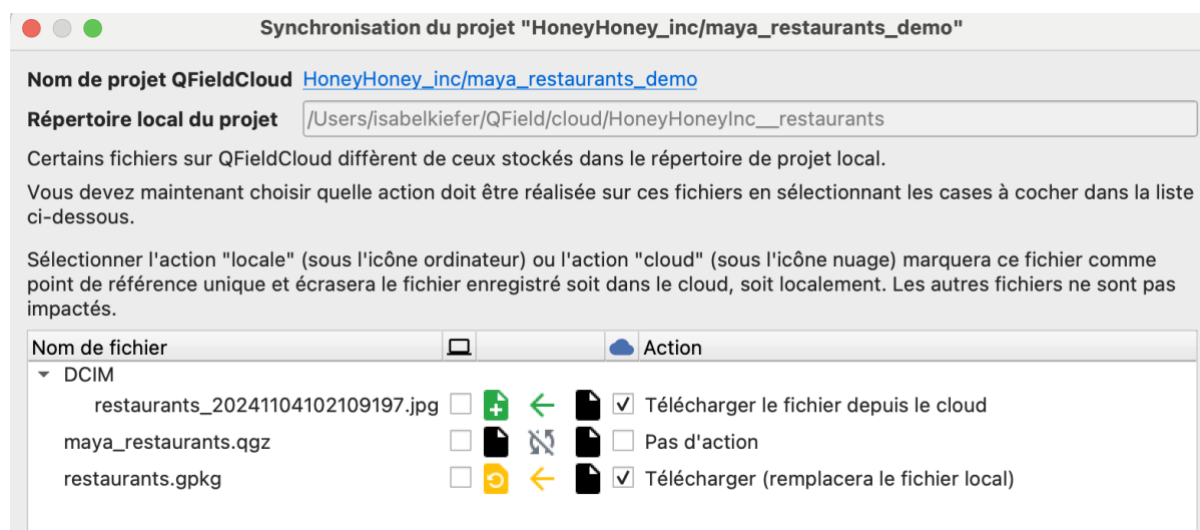 Synchronisation du projet "HoneyHoney_inc/maya_restaurants_demo"
Nom de projet QFieldCloud HoneyHoney_inc/maya_restaurants_demo
Répertoire local du projet /Users/isabelkiefer/QField/cloud/HoneyHoneyInc__restaurants
Certains fichiers sur QFieldCloud diffèrent de ceux stockés dans le répertoire de projet local.
Vous devez maintenant choisir quelle action doit être réalisée sur ces fichiers en sélectionnant les cases à cocher dans la liste
ci-dessous.
Sélectionner l'action "locale" (sous l'icône ordinateur) ou l'action "cloud" (sous l'icône nuage) marquera ce fichier comme
point de référence unique et écrasera le fichier enregistré soit dans le cloud, soit localement. Les autres fichiers ne sont pas
impactés.
Nom de fichier Action
DCIM
restaurants_20241104102109197.jpg Télécharger le fichier depuis le cloud
maya_restaurants.qgz Pas d'action
restaurants.gpkg Télécharger (remplacera le fichier local)